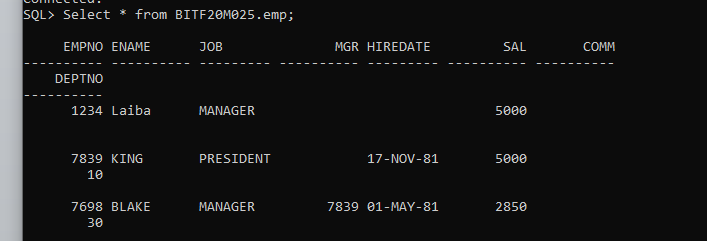 connected.
SQL> Select * from BITF20M025.emp;
EMPNO ENAME JOB MGR HIREDATE SAL COMM
---------- ---------- --------- ---------- --------- ---------- ----------
DEPTNO
----------
1234 Laiba MANAGER 5000
7839 KING PRESIDENT 17-NOV-81 5000
10
7698 BLAKE MANAGER 7839 01-MAY-81 2850
30